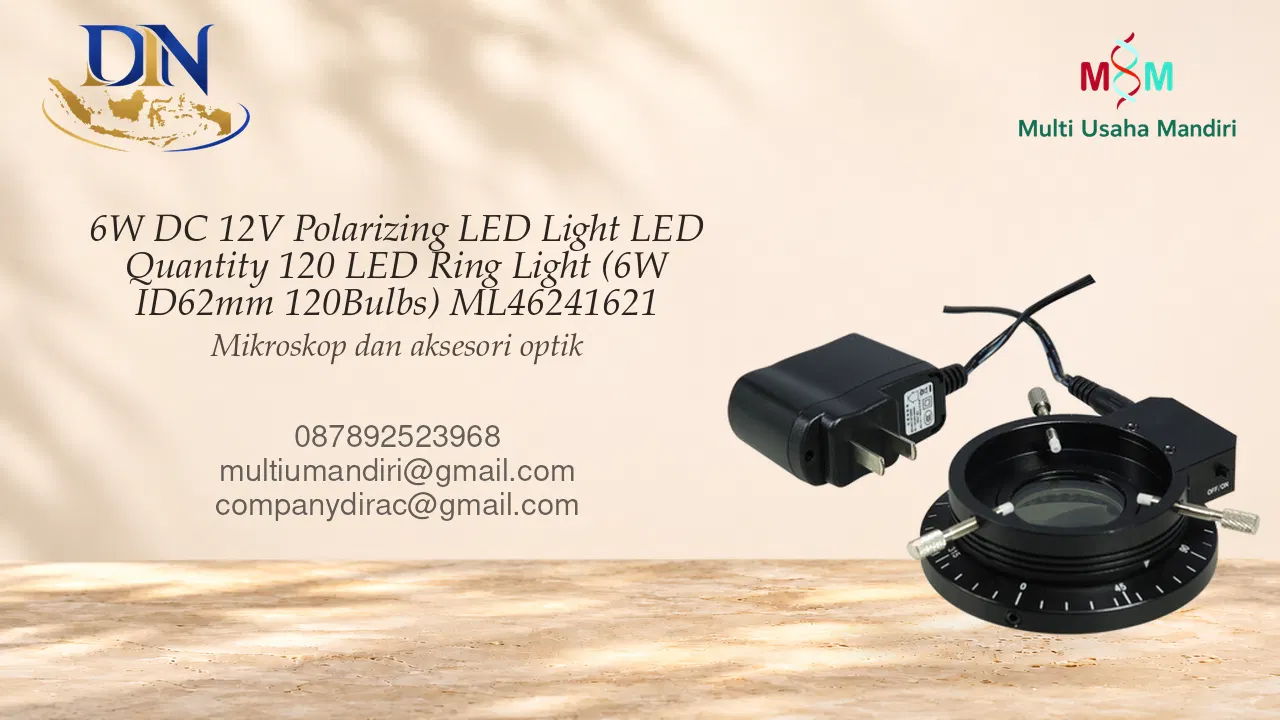 DIN
M M
Multi Usaha Mandiri
6W DC 12V Polarizing LED Light LED
Quantity 120 LED Ring Light (6W
ID62mm 120Bulbs) ML46241621
Mikroskop dan aksesori optik
087892523968
multiumandiri@gmail.com
companydirac@gmail.com
OFF/ON
315
0
45
90